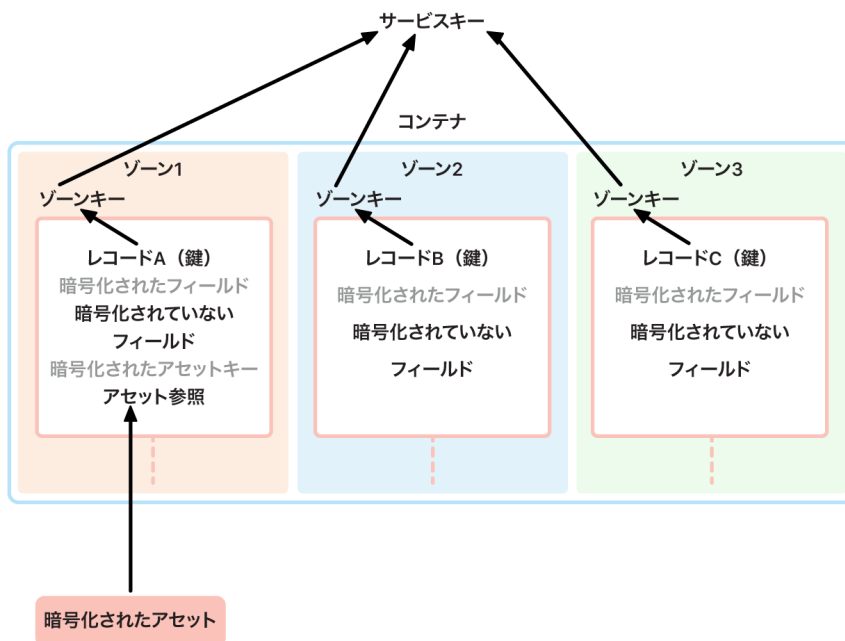 サービスキー
コンテナ
ゾーン1
ゾーンキー
レコードA（鍵）
暗号化されたフィールド
暗号化されていない
フィールド
暗号化されたアセットキー
アセット参照
ゾーン2
ゾーンキー
レコードB（鍵）
暗号化されたフィールド
暗号化されていない
フィールド
ゾーン3
ゾーンキー
レコードC（鍵）
暗号化されたフィールド
暗号化されていない
フィールド
暗号化されたアセット